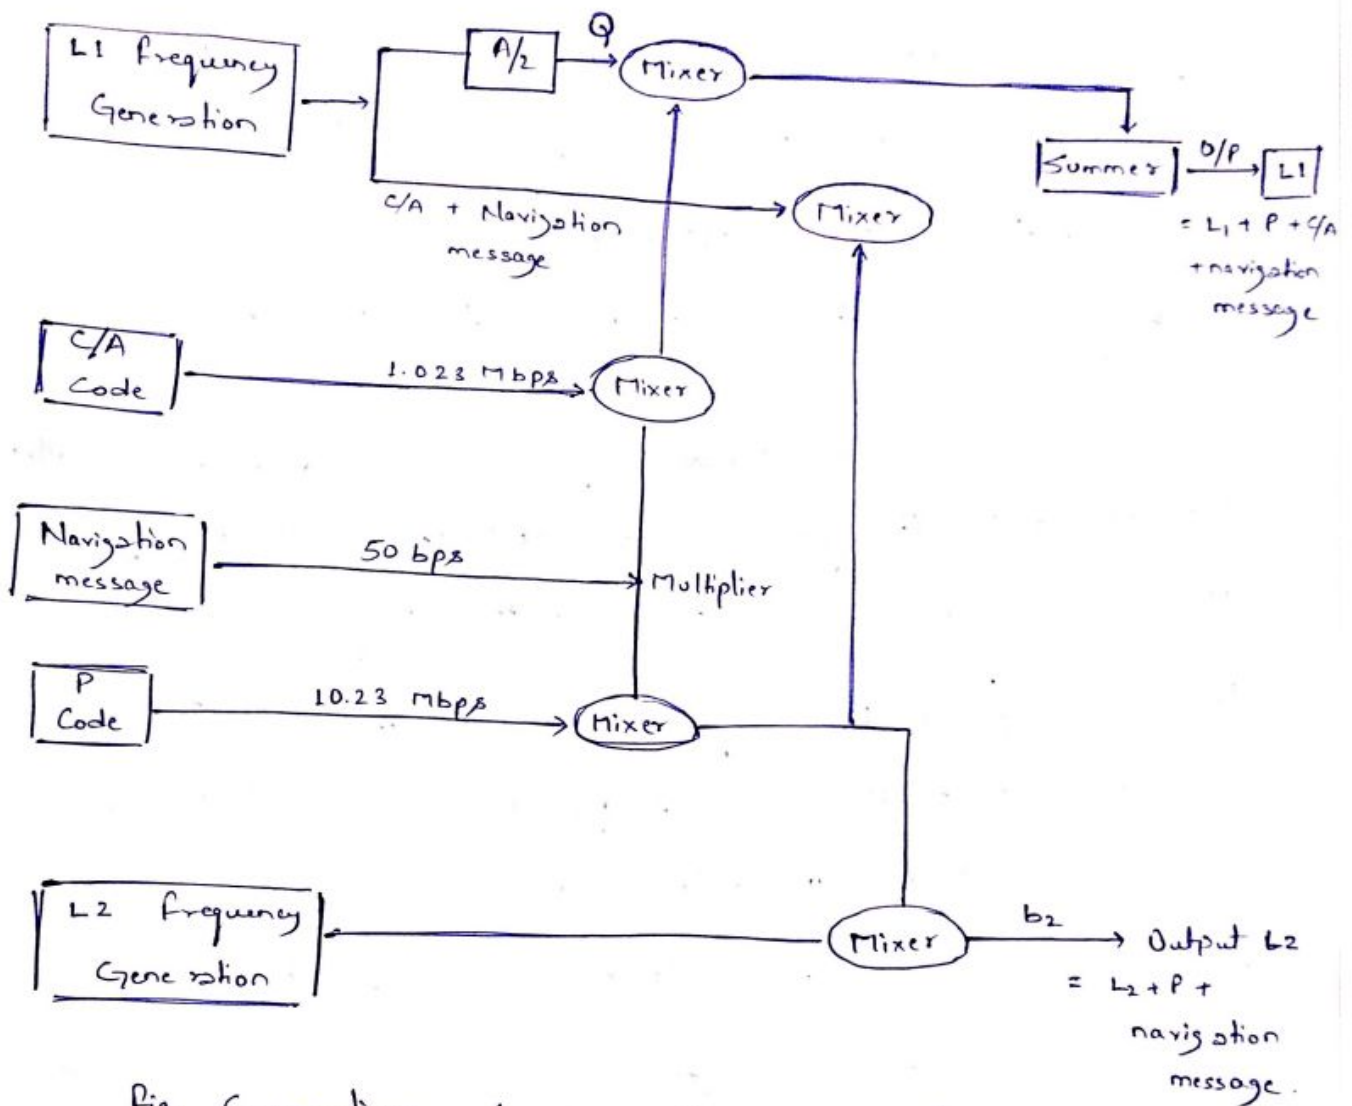 L1 frequency
Generation
A/2
Q
Mixer
Summer
O/P
L1
= L1 + P + C/A
+ navigation
message
C/A + Navigation
message
Mixer
C/A
Code
1.023 Mbps
Mixer
Navigation
message
50 bps
Multiplier
P
Code
10.23 Mbps
Mixer
L2 frequency
Generation
Mixer
b2
Output L2
= L2 + P +
navigation
message.